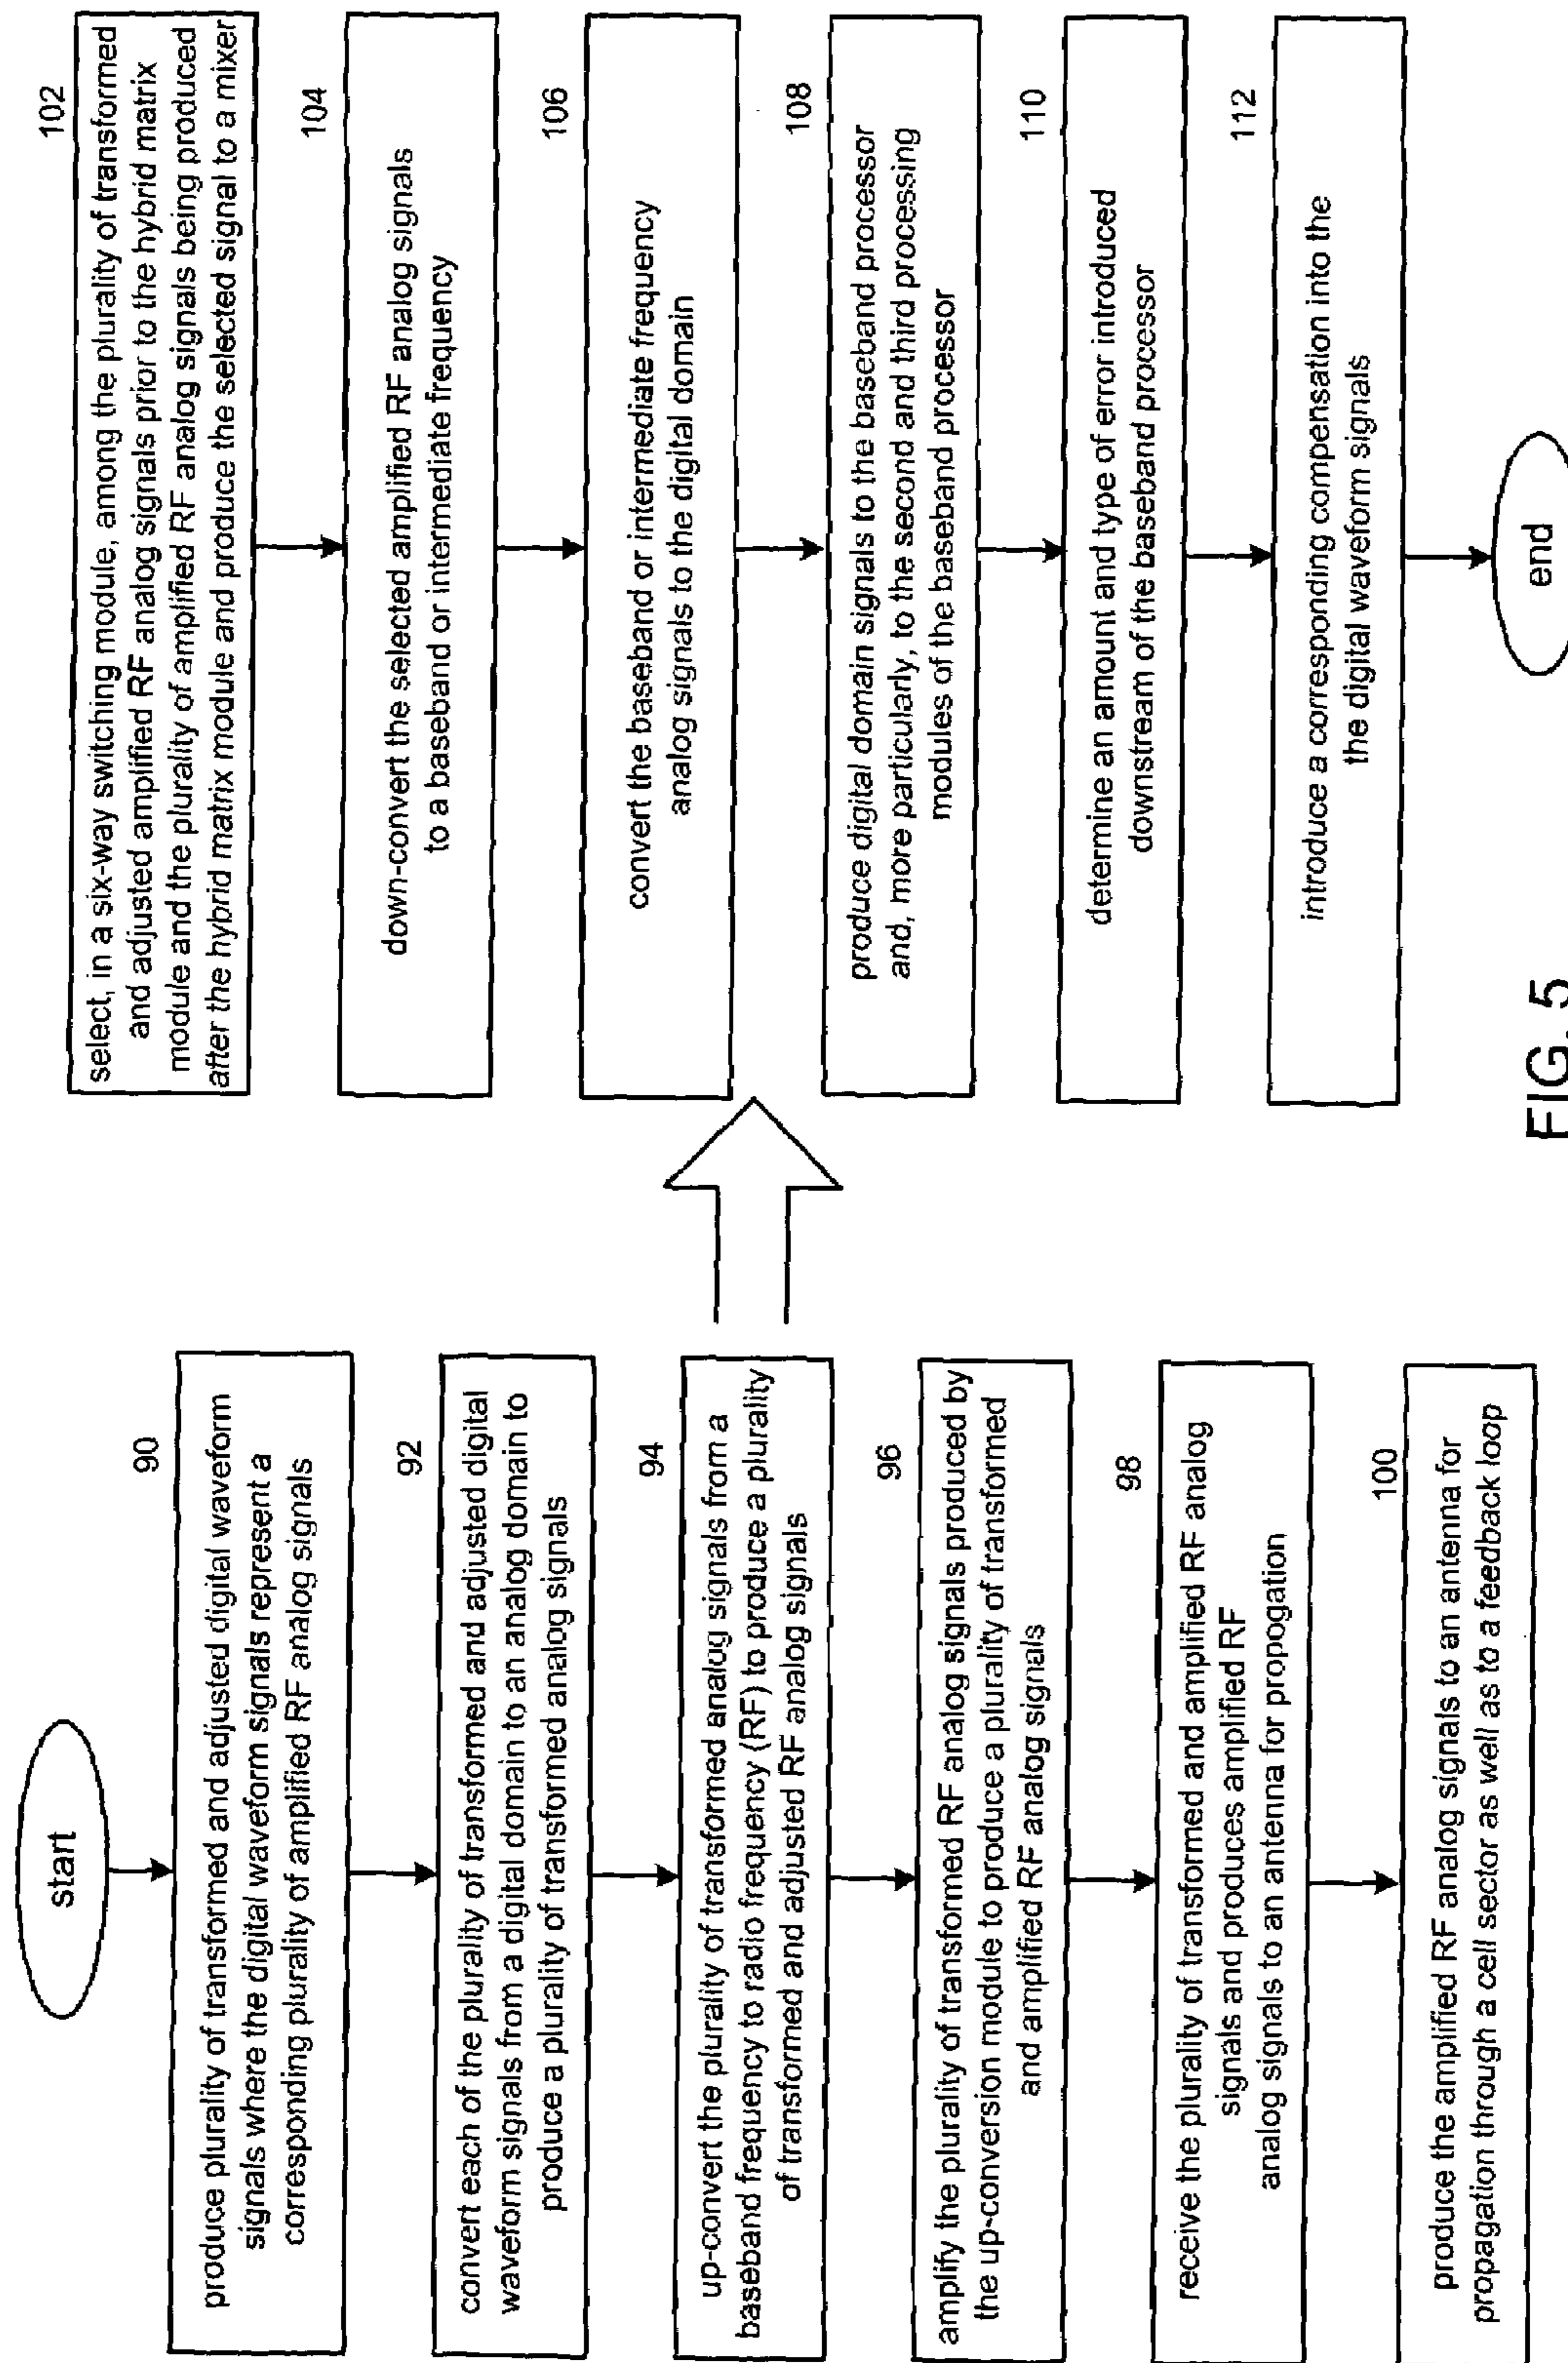 start
90
produce plurality of transformed and adjusted digital waveform
signals where the digital waveform signals represent a
corresponding plurality of amplified RF analog signals
92
convert each of the plurality of transformed and adjusted digital
waveform signals from a digital domain to an analog domain to
produce a plurality of transformed analog signals
94
up-convert the plurality of transformed analog signals from a
baseband frequency to radio frequency (RF) to produce a plurality
of transformed and adjusted RF analog signals
96
amplify the plurality of transformed RF analog signals produced by
the up-conversion module to produce a plurality of transformed
and amplified RF analog signals
98
receive the plurality of transformed and amplified RF analog
signals and produces amplified RF
analog signals to an antenna for propogation
100
produce the amplified RF analog signals to an antenna for
propagation through a cell sector as well as to a feedback loop
102
select, in a six-way switching module, among the plurality of transformed
and adjusted amplified RF analog signals prior to the hybrid matrix
module and the plurality of amplified RF analog signals being produced
after the hybrid matrix module and produce the selected signal to a mixer
104
down-convert the selected amplified RF analog signals
to a baseband or intermediate frequency
106
convert the baseband or intermediate frequency
analog signals to the digital domain
108
produce digital domain signals to the baseband processor
and, more particularly, to the second and third processing
modules of the baseband processor
110
determine an amount and type of error introduced
downstream of the baseband processor
112
introduce a corresponding compensation into the
the digital waveform signals
end
FIG. 5